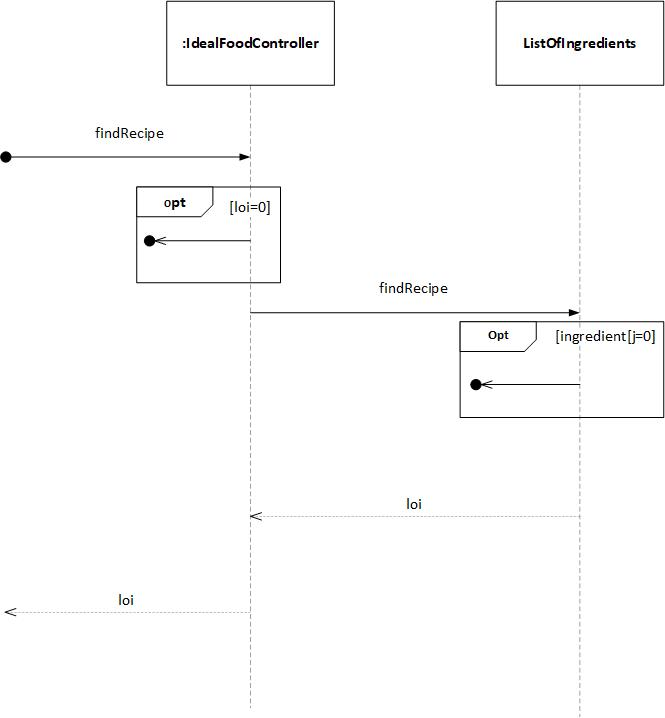 :IdealFoodController
ListOfIngredients
findRecipe
opt
[loi=0]
findRecipe
Opt
[ingredient[j=0]
loi
loi